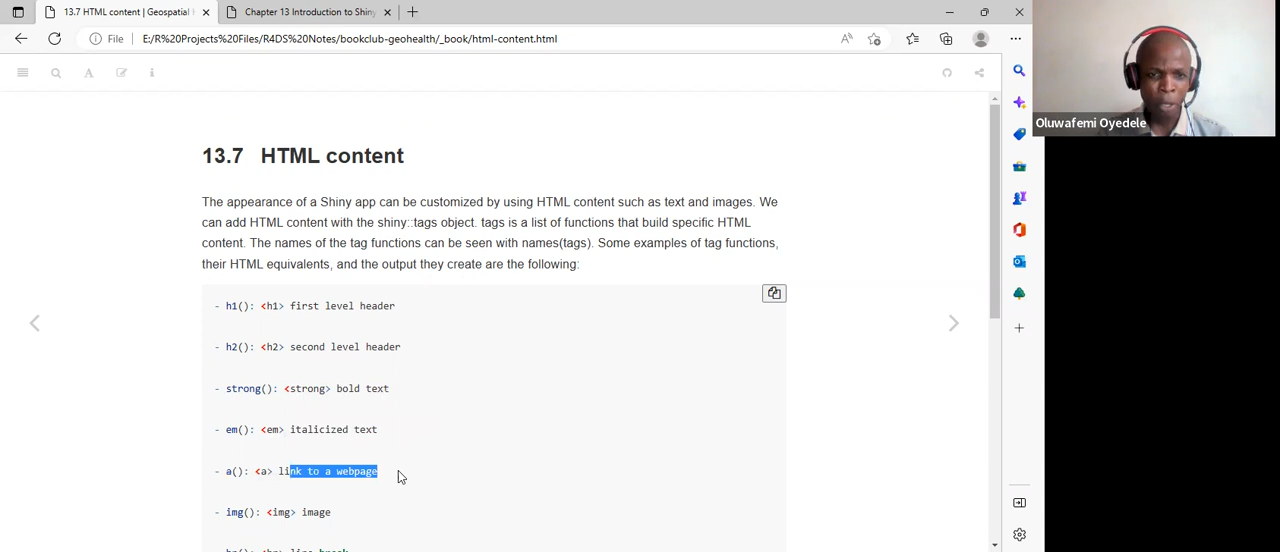 13.7 HTML content | Geospatial
Chapter 13 Introduction to Shiny
File
E:/R%20Projects%20Files/R4DS%20Notes/bookclub-geohealth/_book/html-content.html
Oluwafemi Oyedele
13.7 HTML content
The appearance of a Shiny app can be customized by using HTML content such as text and images. We
can add HTML content with the shiny::tags object. tags is a list of functions that build specific HTML
content. The names of the tag functions can be seen with names(tags). Some examples of tag functions,
their HTML equivalents, and the output they create are the following:
- h1(): <h1> first level header
- h2(): <h2> second level header
- strong(): <strong> bold text
- em(): <em> italicized text
- a(): <a> link to a webpage
- img(): <img> image